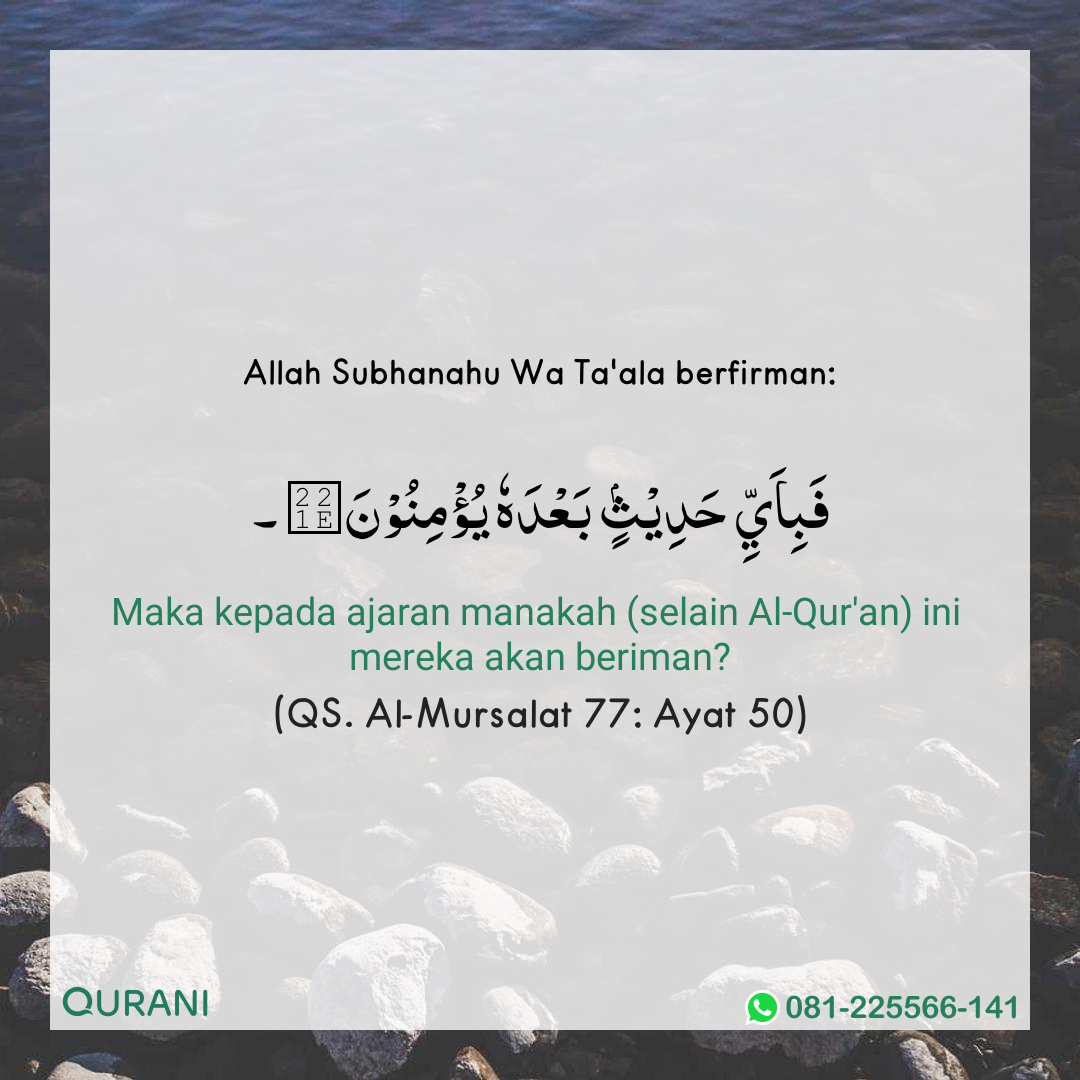 Allah Subhanahu Wa Ta'ala berfirman:
فَبِاَيِّ حَدِيْثٍۢ بَعْدَهٗ يُؤْمِنُوْنَ ۔
Maka kepada ajaran manakah (selain Al-Qur'an) ini
mereka akan beriman?
(QS. Al-Mursalat 77: Ayat 50)
QURANI
081-225566-141